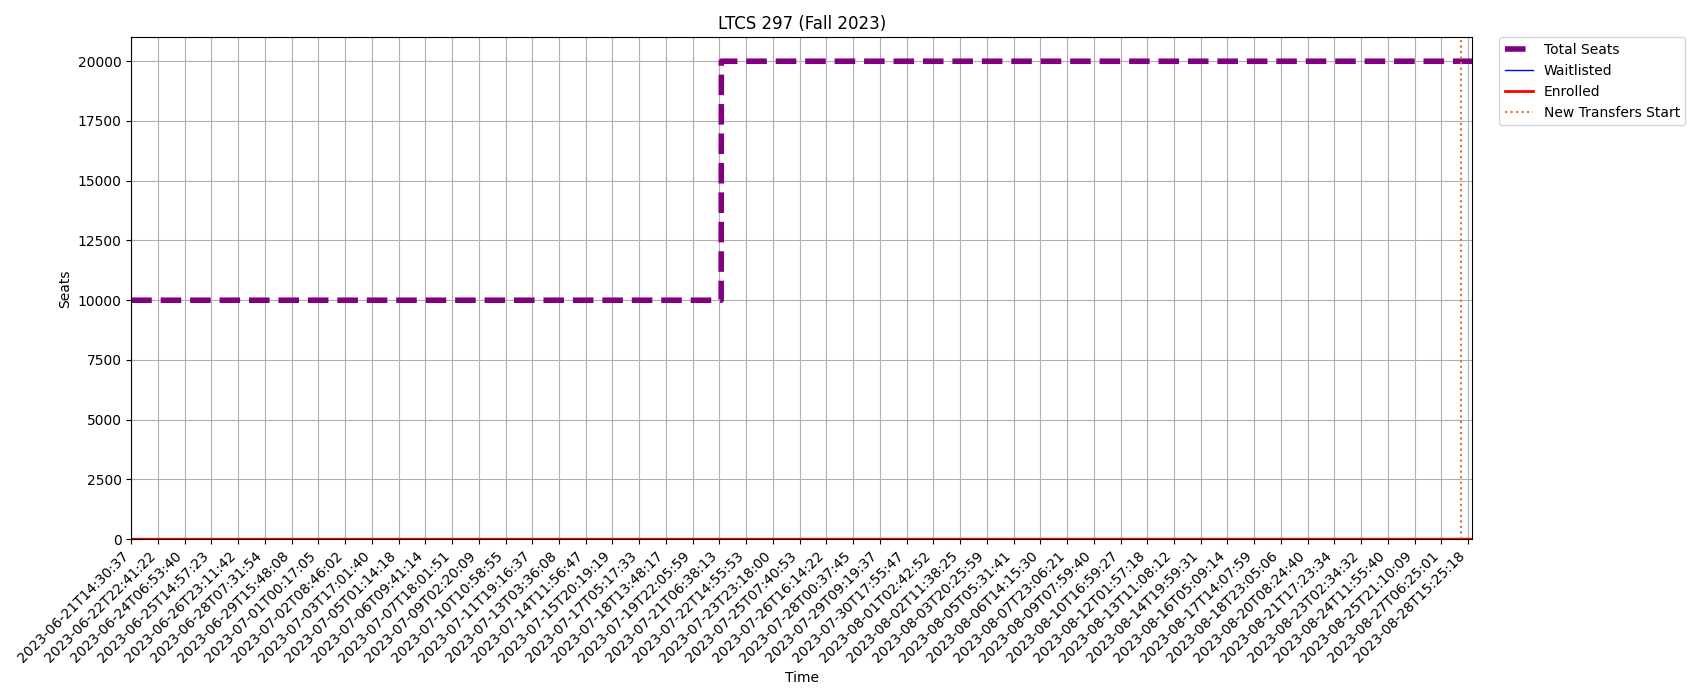 LTCS 297 (Fall 2023)
Total Seats
Waitlisted
Enrolled
New Transfers Start
20000
17500
15000
12500
10000
7500
5000
2500
0
Seats
2023-06-21T14:30:37
2023-06-22T22:41:22
2023-06-24T06:53:40
2023-06-25T14:57:23
2023-06-26T23:11:42
2023-06-28T07:31:54
2023-06-29T15:48:08
2023-07-01T00:17:05
2023-07-02T08:46:02
2023-07-03T17:01:40
2023-07-05T01:14:18
2023-07-06T09:41:14
2023-07-07T18:01:51
2023-07-09T02:20:09
2023-07-10T10:58:55
2023-07-11T19:16:37
2023-07-13T03:36:08
2023-07-14T11:56:47
2023-07-15T20:19:19
2023-07-17T05:17:33
2023-07-18T13:48:17
2023-07-19T22:05:59
2023-07-21T06:38:13
2023-07-22T14:55:53
2023-07-23T23:18:00
2023-07-25T07:40:53
2023-07-26T16:14:22
2023-07-28T00:37:45
2023-07-29T09:19:37
2023-07-30T17:55:47
2023-08-01T02:42:52
2023-08-02T11:38:25
2023-08-03T20:25:59
2023-08-05T05:31:41
2023-08-06T14:15:30
2023-08-07T23:06:21
2023-08-09T07:59:40
2023-08-10T16:59:27
2023-08-12T01:57:18
2023-08-13T11:08:12
2023-08-14T19:59:31
2023-08-16T05:09:14
2023-08-17T14:07:59
2023-08-18T23:05:06
2023-08-20T08:24:40
2023-08-21T17:23:34
2023-08-23T02:34:32
2023-08-24T11:55:40
2023-08-25T21:10:09
2023-08-27T06:25:01
2023-08-28T15:25:18
Time